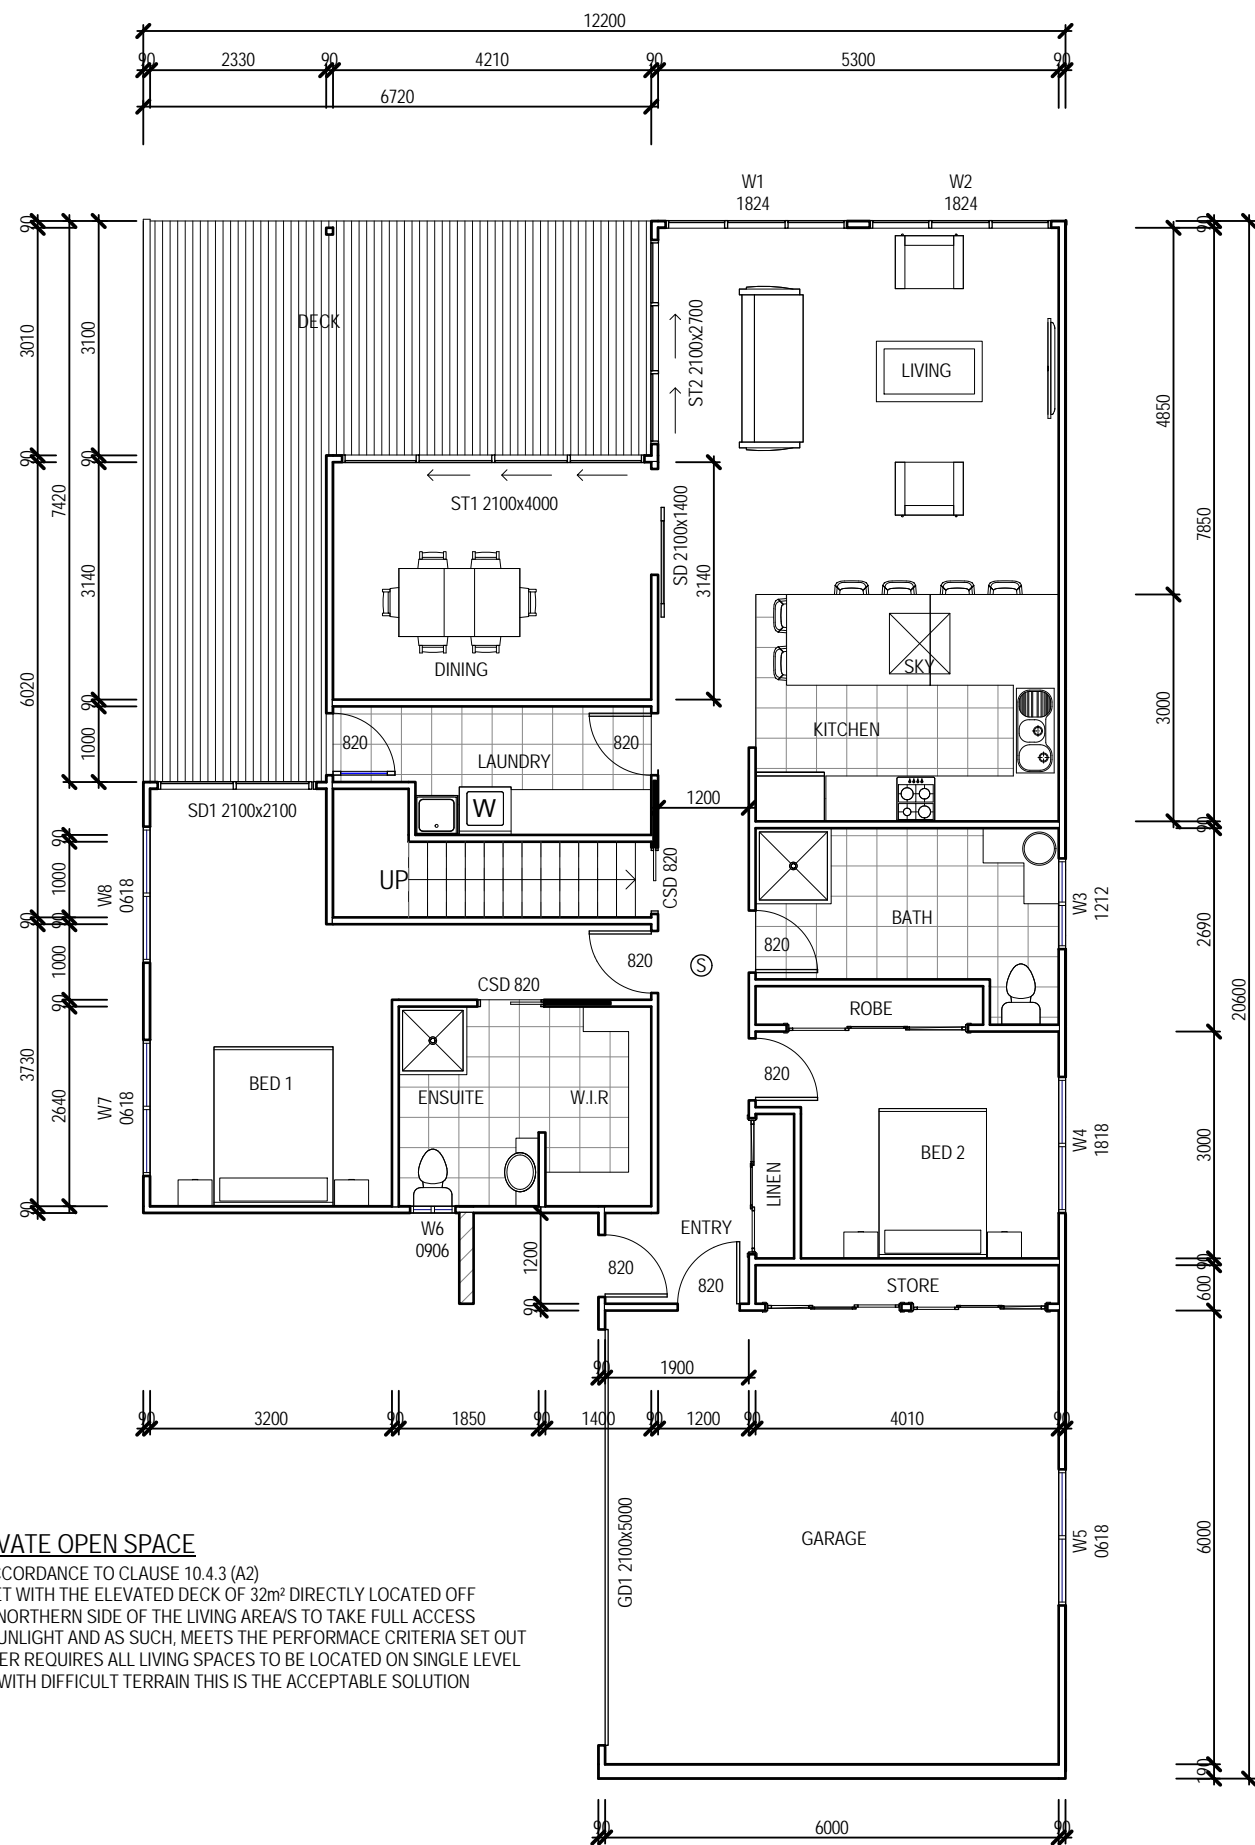 12200
90 2330 90 4210 90 5300 90
6720
W1
1824
W2
1824
90
3010
90
6020
90
3730
90
7420
90
1000
90
1000
90
2640
3100
90
3140
90
1000
DECK
ST2 2100x2700
LIVING
ST1 2100x4000
SD 2100x1400
3140
DINING
SKY
KITCHEN
820
820
LAUNDRY
W
SD1 2100x2100
1200
UP
CSD 820
W8
0618
BATH
W3
1212
820
820
S
CSD 820
ROBE
820
BED 1
ENSUITE
W.I.R
W7
0618
BED 2
W4
1818
LINEN
ENTRY
W6
0906
1200
90
820
820
STORE
90 1900
90 3200 90 1850 90 1400 90 1200 90 4010 90
GD1 2100x5000
GARAGE
W5
0618
4850
3000
90
7850
90
2690
3000
90
600
6000
190
20600
VATE OPEN SPACE
CCORDANCE TO CLAUSE 10.4.3 (A2)
ET WITH THE ELEVATED DECK OF 32m² DIRECTLY LOCATED OFF
NORTHERN SIDE OF THE LIVING AREA/S TO TAKE FULL ACCESS
UNLIGHT AND AS SUCH, MEETS THE PERFORMACE CRITERIA SET OUT
ER REQUIRES ALL LIVING SPACES TO BE LOCATED ON SINGLE LEVEL
WITH DIFFICULT TERRAIN THIS IS THE ACCEPTABLE SOLUTION
90 6000 90